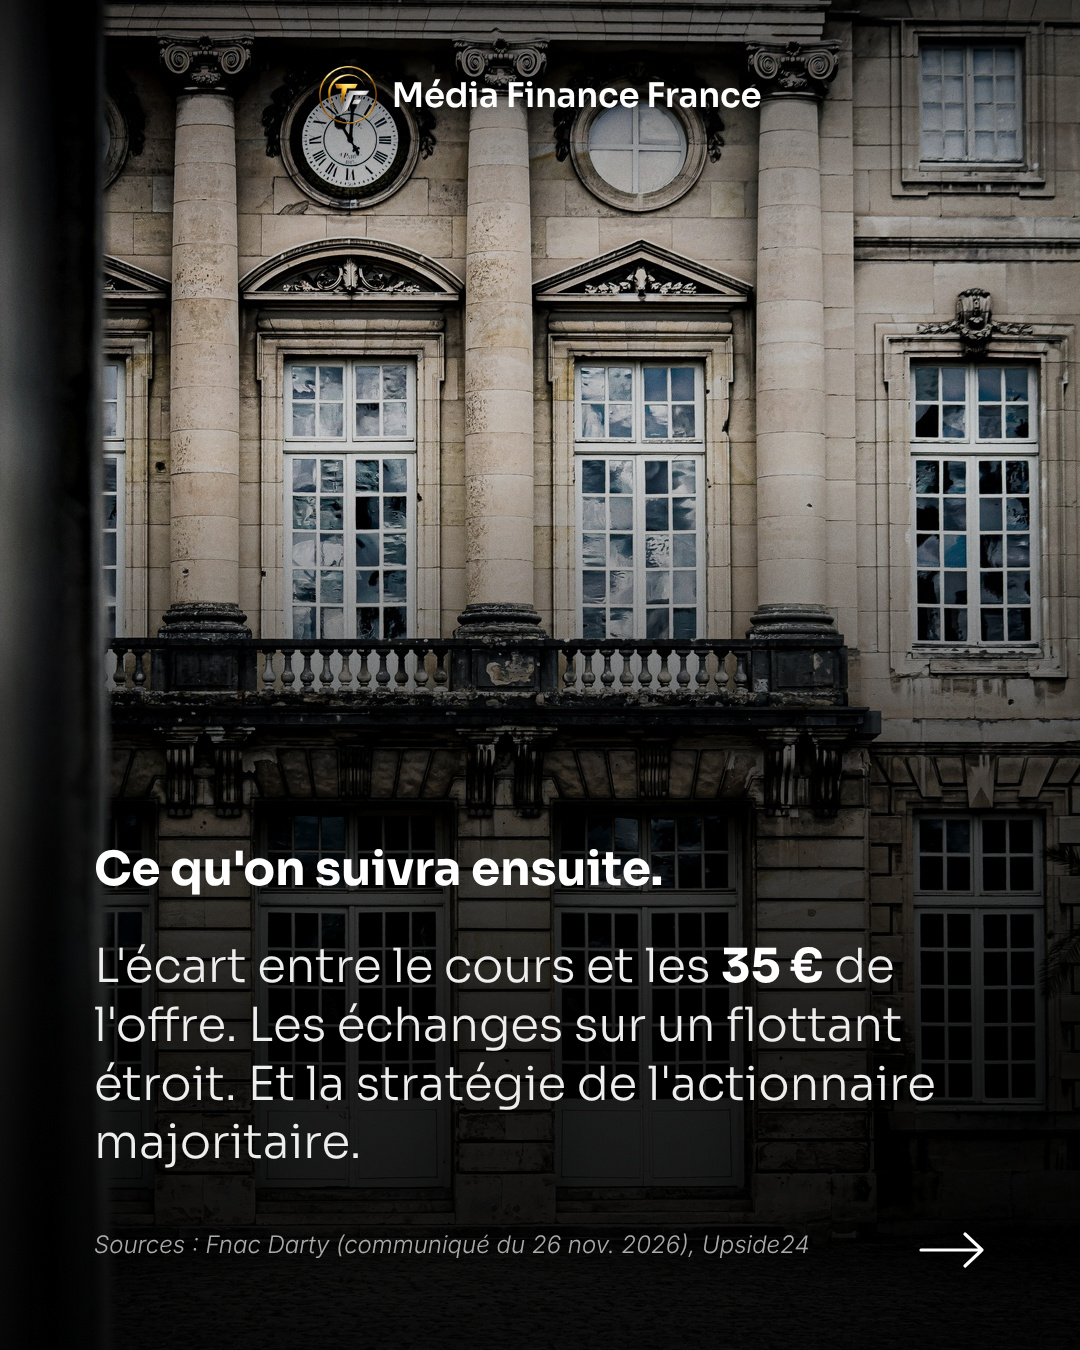 Média Finance France
Ce qu'on suivra ensuite.
L'écart entre le cours et les 35 € de
l'offre. Les échanges sur un flottant
étroit. Et la stratégie de l'actionnaire
majoritaire.
Sources : Fnac Darty (communiqué du 26 nov. 2026), Upside24